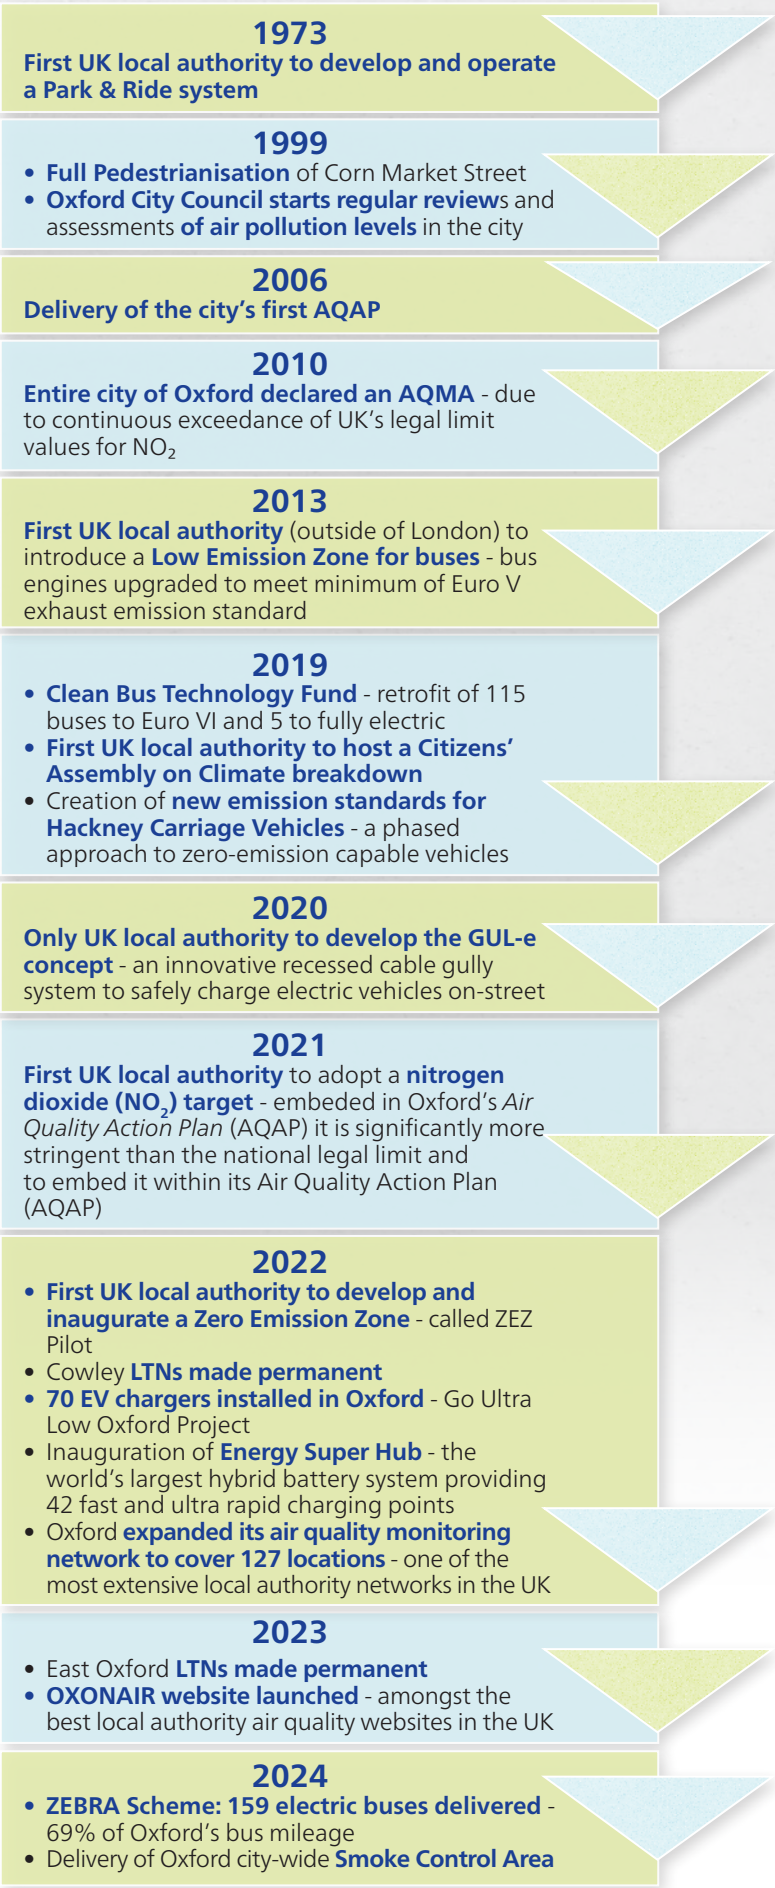 1973
First UK local authority to develop and operate
a Park & Ride system
1999
• Full Pedestrianisation of Corn Market Street
• Oxford City Council starts regular reviews and
assessments of air pollution levels in the city
2006
Delivery of the city's first AQAP
2010
Entire city of Oxford declared an AQMA - due
to continuous exceedance of UK's legal limit
values for NO₂
2013
First UK local authority (outside of London) to
introduce a Low Emission Zone for buses - bus
engines upgraded to meet minimum of Euro V
exhaust emission standard
2019
• Clean Bus Technology Fund - retrofit of 115
buses to Euro VI and 5 to fully electric
• First UK local authority to host a Citizens'
Assembly on Climate breakdown
• Creation of new emission standards for
Hackney Carriage Vehicles - a phased
approach to zero-emission capable vehicles
2020
Only UK local authority to develop the GUL-e
concept - an innovative recessed cable gully
system to safely charge electric vehicles on-street
2021
First UK local authority to adopt a nitrogen
dioxide (NO₂) target - embeded in Oxford's Air
Quality Action Plan (AQAP) it is significantly more
stringent than the national legal limit and
to embed it within its Air Quality Action Plan
(AQAP)
2022
• First UK local authority to develop and
inaugurate a Zero Emission Zone - called ZEZ
Pilot
• Cowley LTNs made permanent
• 70 EV chargers installed in Oxford - Go Ultra
Low Oxford Project
• Inauguration of Energy Super Hub - the
world's largest hybrid battery system providing
42 fast and ultra rapid charging points
• Oxford expanded its air quality monitoring
network to cover 127 locations - one of the
most extensive local authority networks in the UK
2023
• East Oxford LTNs made permanent
• OXONAIR website launched - amongst the
best local authority air quality websites in the UK
2024
• ZEBRA Scheme: 159 electric buses delivered -
69% of Oxford's bus mileage
• Delivery of Oxford city-wide Smoke Control Area